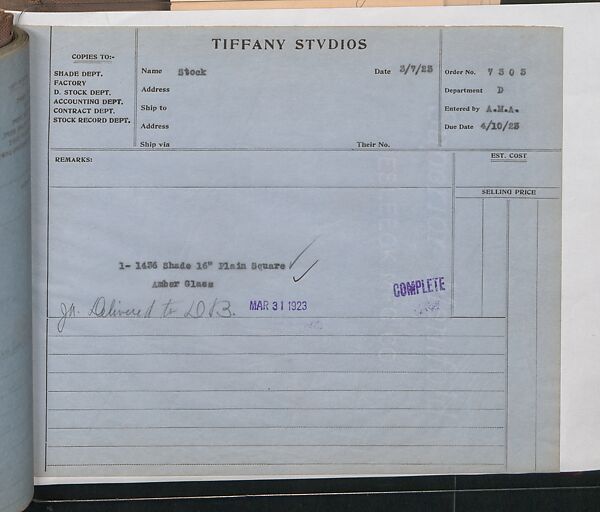 TIFFANY STVDIOS
COPIES TO:-
SHADE DEPT.
FACTORY
D. STOCK DEPT.
ACCOUNTING DEPT.
CONTRACT DEPT.
STOCK RECORD DEPT.
Name Stock Date 3/7/23
Address
Ship to
Address
Ship via Their No.
Order No. 7305
Department D
Entered by A.M.A.
Due Date 4/10/23
REMARKS:
EST. COST
SELLING PRICE
1- 1436 Shade 16" Plain Square
Amber Glass
COMPLETE
Delivered to D.B. MAR 31 1923